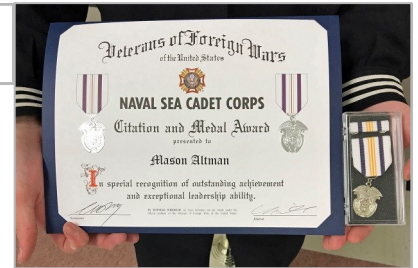 Veterans of Foreign Wars
of the United States
NAVAL SEA CADET CORPS
Citation and Medal Award
presented to
Mason Altman
In special recognition of outstanding achievement
and exceptional leadership ability.